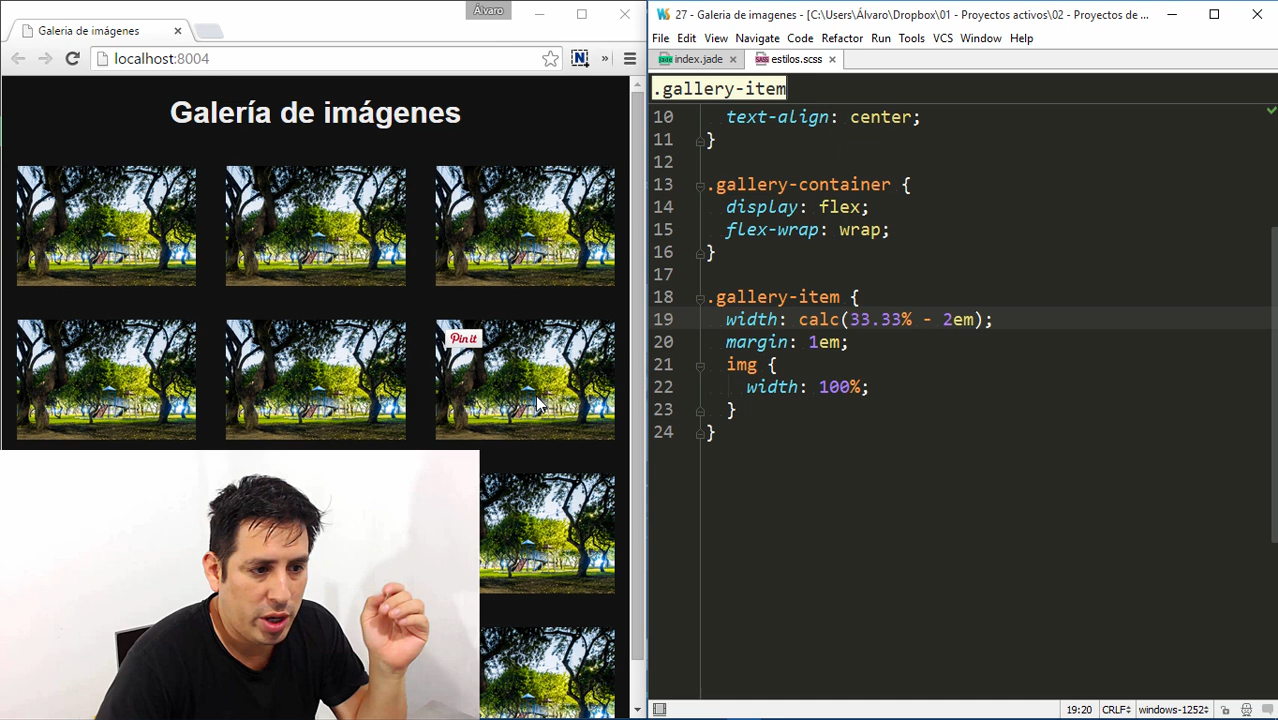 Álvaro
Galería de imágenes
localhost:8004
N
»
Galería de imágenes
Pin it
27 - Galeria de imagenes - [C:\Users\Álvaro\Dropbox\01 - Proyectos activos\02 - Proyectos de ...
File Edit View Navigate Code Refactor Run Tools VCS Window Help
index.jade
estilos.scss
.gallery-item
10 text-align: center;
11 }
12
13 .gallery-container {
14 display: flex;
15 flex-wrap: wrap;
16 }
17
18 .gallery-item {
19 width: calc(33.33% - 2em);
20 margin: 1em;
21 img {
22 width: 100%;
23 }
24 }
19:20 CRLF÷ windows-1252÷